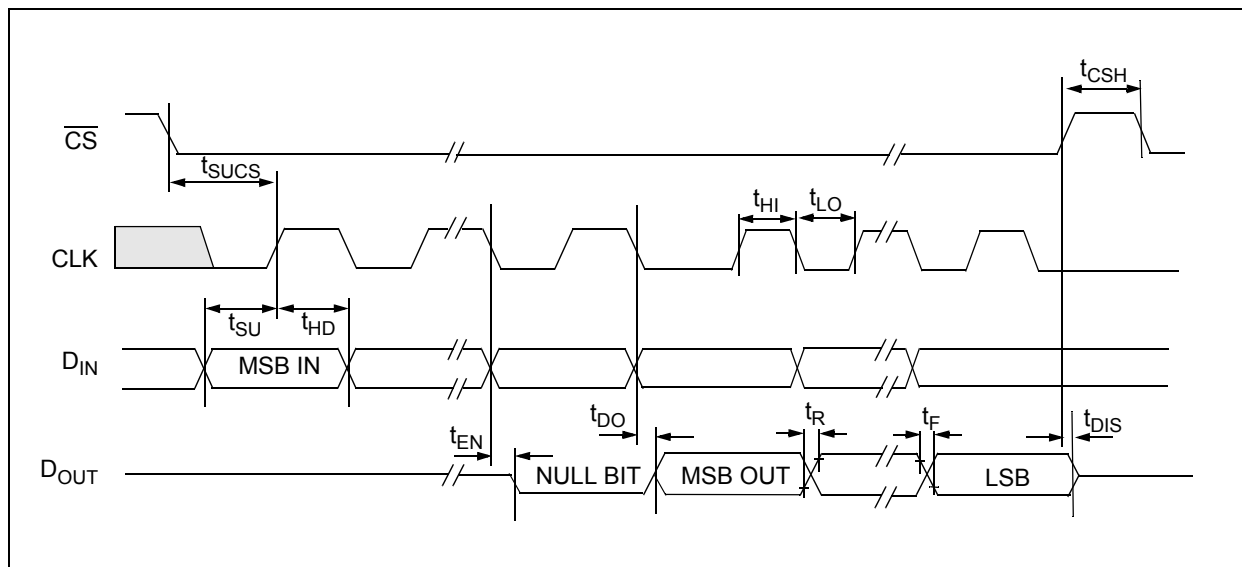 tCSH
CS
tSUCS
tHI
tLO
CLK
tSU
tHD
DIN
MSB IN
tDO
tR
tF
tDIS
tEN
DOUT
NULL BIT
MSB OUT
LSB